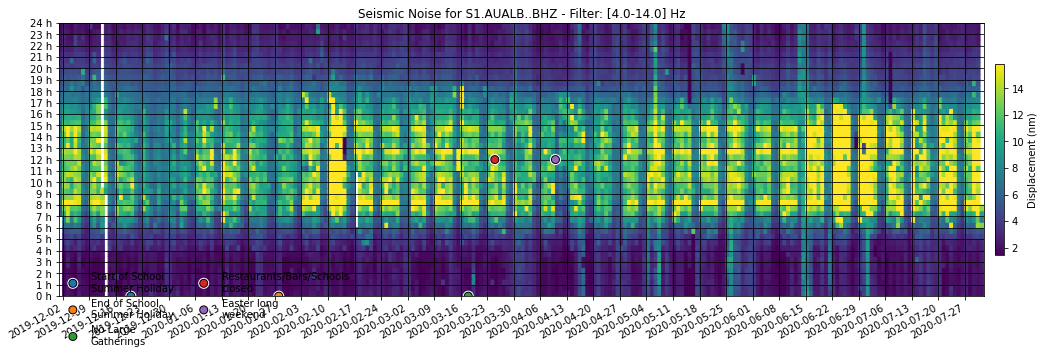 Seismic Noise for S1.AUALB..BHZ - Filter: [4.0-14.0] Hz
24 h
23 h
22 h
21 h
20 h
19 h
18 h
17 h
16 h
15 h
14 h
13 h
12 h
11 h
10 h
9 h
8 h
7 h
6 h
5 h
4 h
3 h
2 h
1 h
0 h
14
12
10
8
6
4
2
Displacement (nm)
Start of School
Summer Holiday
End of School
Summer Holiday
No Large
Gatherings
Restaurants/Bars/Schools
closed
Easter long
weekend
2019-12-02
2019-12-09
2020-01-06
2020-01-13
2020-02-03
2020-02-10
2020-02-17
2020-02-24
2020-03-02
2020-03-09
2020-03-16
2020-03-23
2020-03-30
2020-04-06
2020-04-13
2020-04-20
2020-04-27
2020-05-04
2020-05-11
2020-05-18
2020-05-25
2020-06-01
2020-06-08
2020-06-15
2020-06-22
2020-06-29
2020-07-06
2020-07-13
2020-07-20
2020-07-27